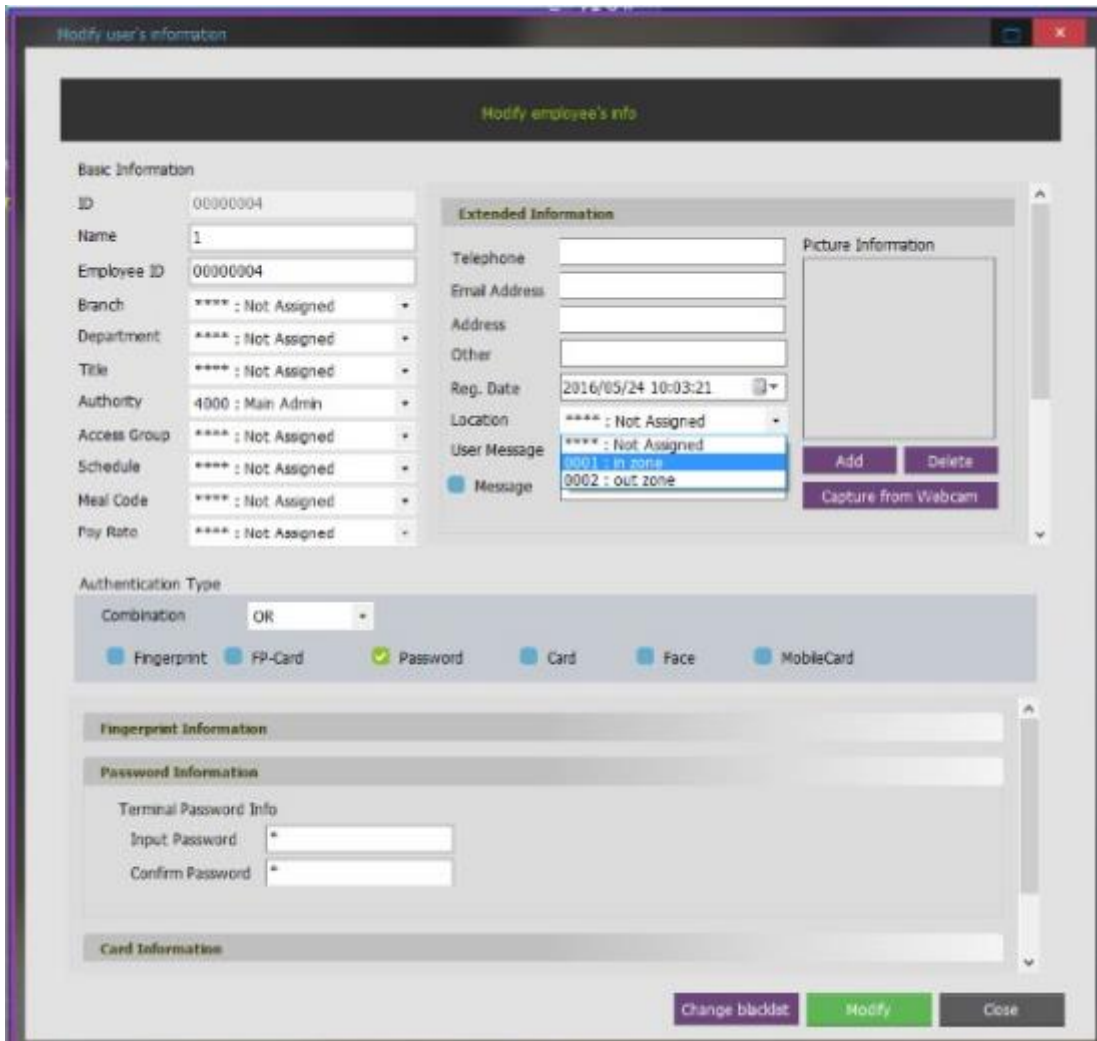 Modify user's information
Modify employee's info
Basic Information
ID 00000004
Name 1
Employee ID 00000004
Branch **** : Not Assigned
Department **** : Not Assigned
Title **** : Not Assigned
Authority 4000 : Main Admin
Access Group **** : Not Assigned
Schedule **** : Not Assigned
Meal Code **** : Not Assigned
Pay Rate **** : Not Assigned
Extended Information
Telephone
Email Address
Address
Other
Reg. Date 2016/05/24 10:03:21
Location **** : Not Assigned
**** : Not Assigned
User Message 0001 : in zone
0002 : out zone
Message
Picture Information
Add Delete
Capture from Webcam
Authentication Type
Combination OR
Fingerprint FP-Card Password Card Face MobileCard
Fingerprint Information
Password Information
Terminal Password Info
Input Password *
Confirm Password *
Card Information
Change blacklist Modify Close